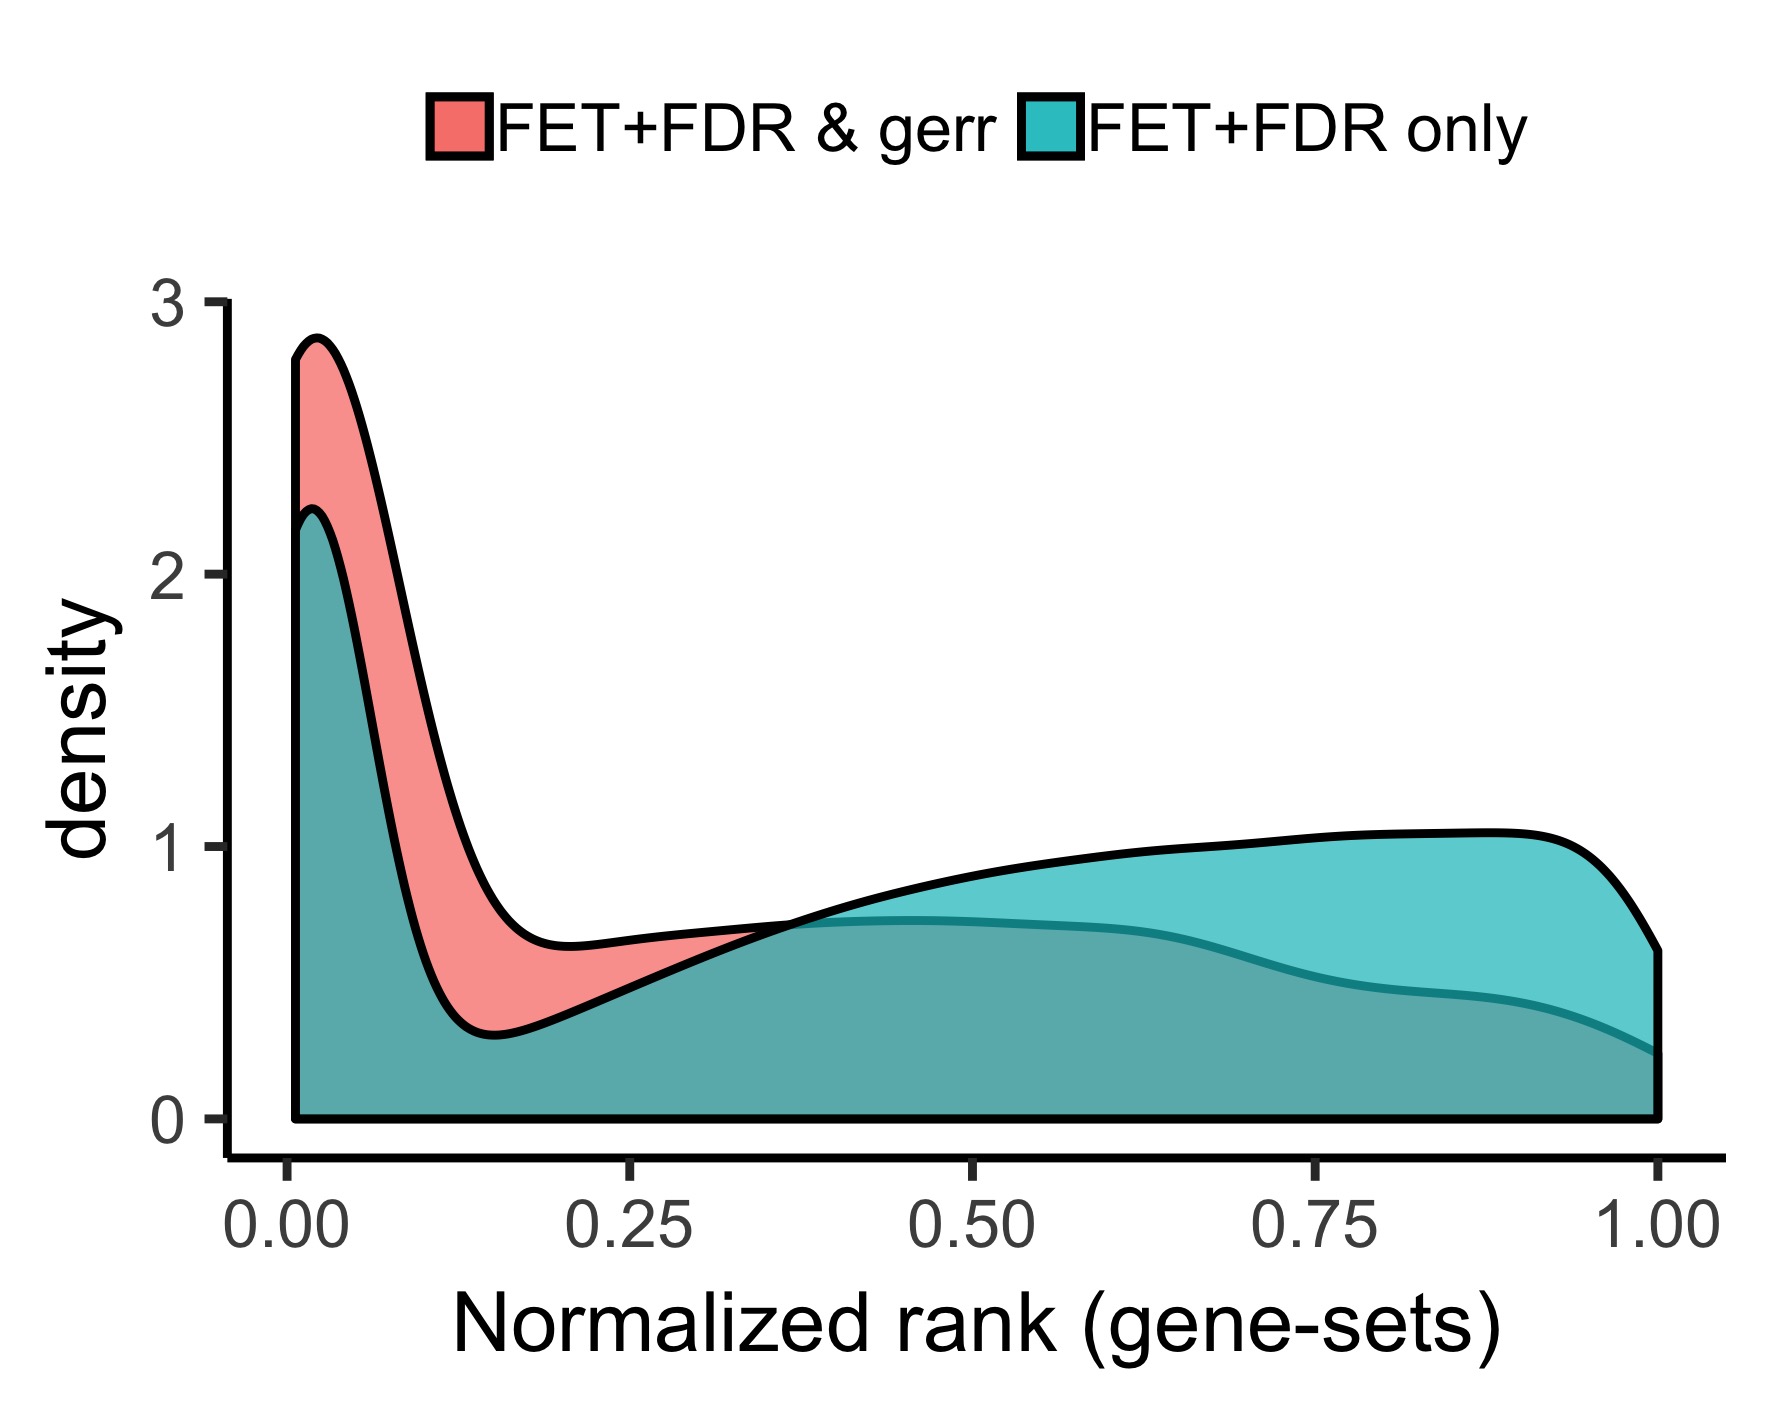 FET+FDR & gerr FET+FDR only
3
2
1
0
density
0.00 0.25 0.50 0.75 1.00
Normalized rank (gene-sets)